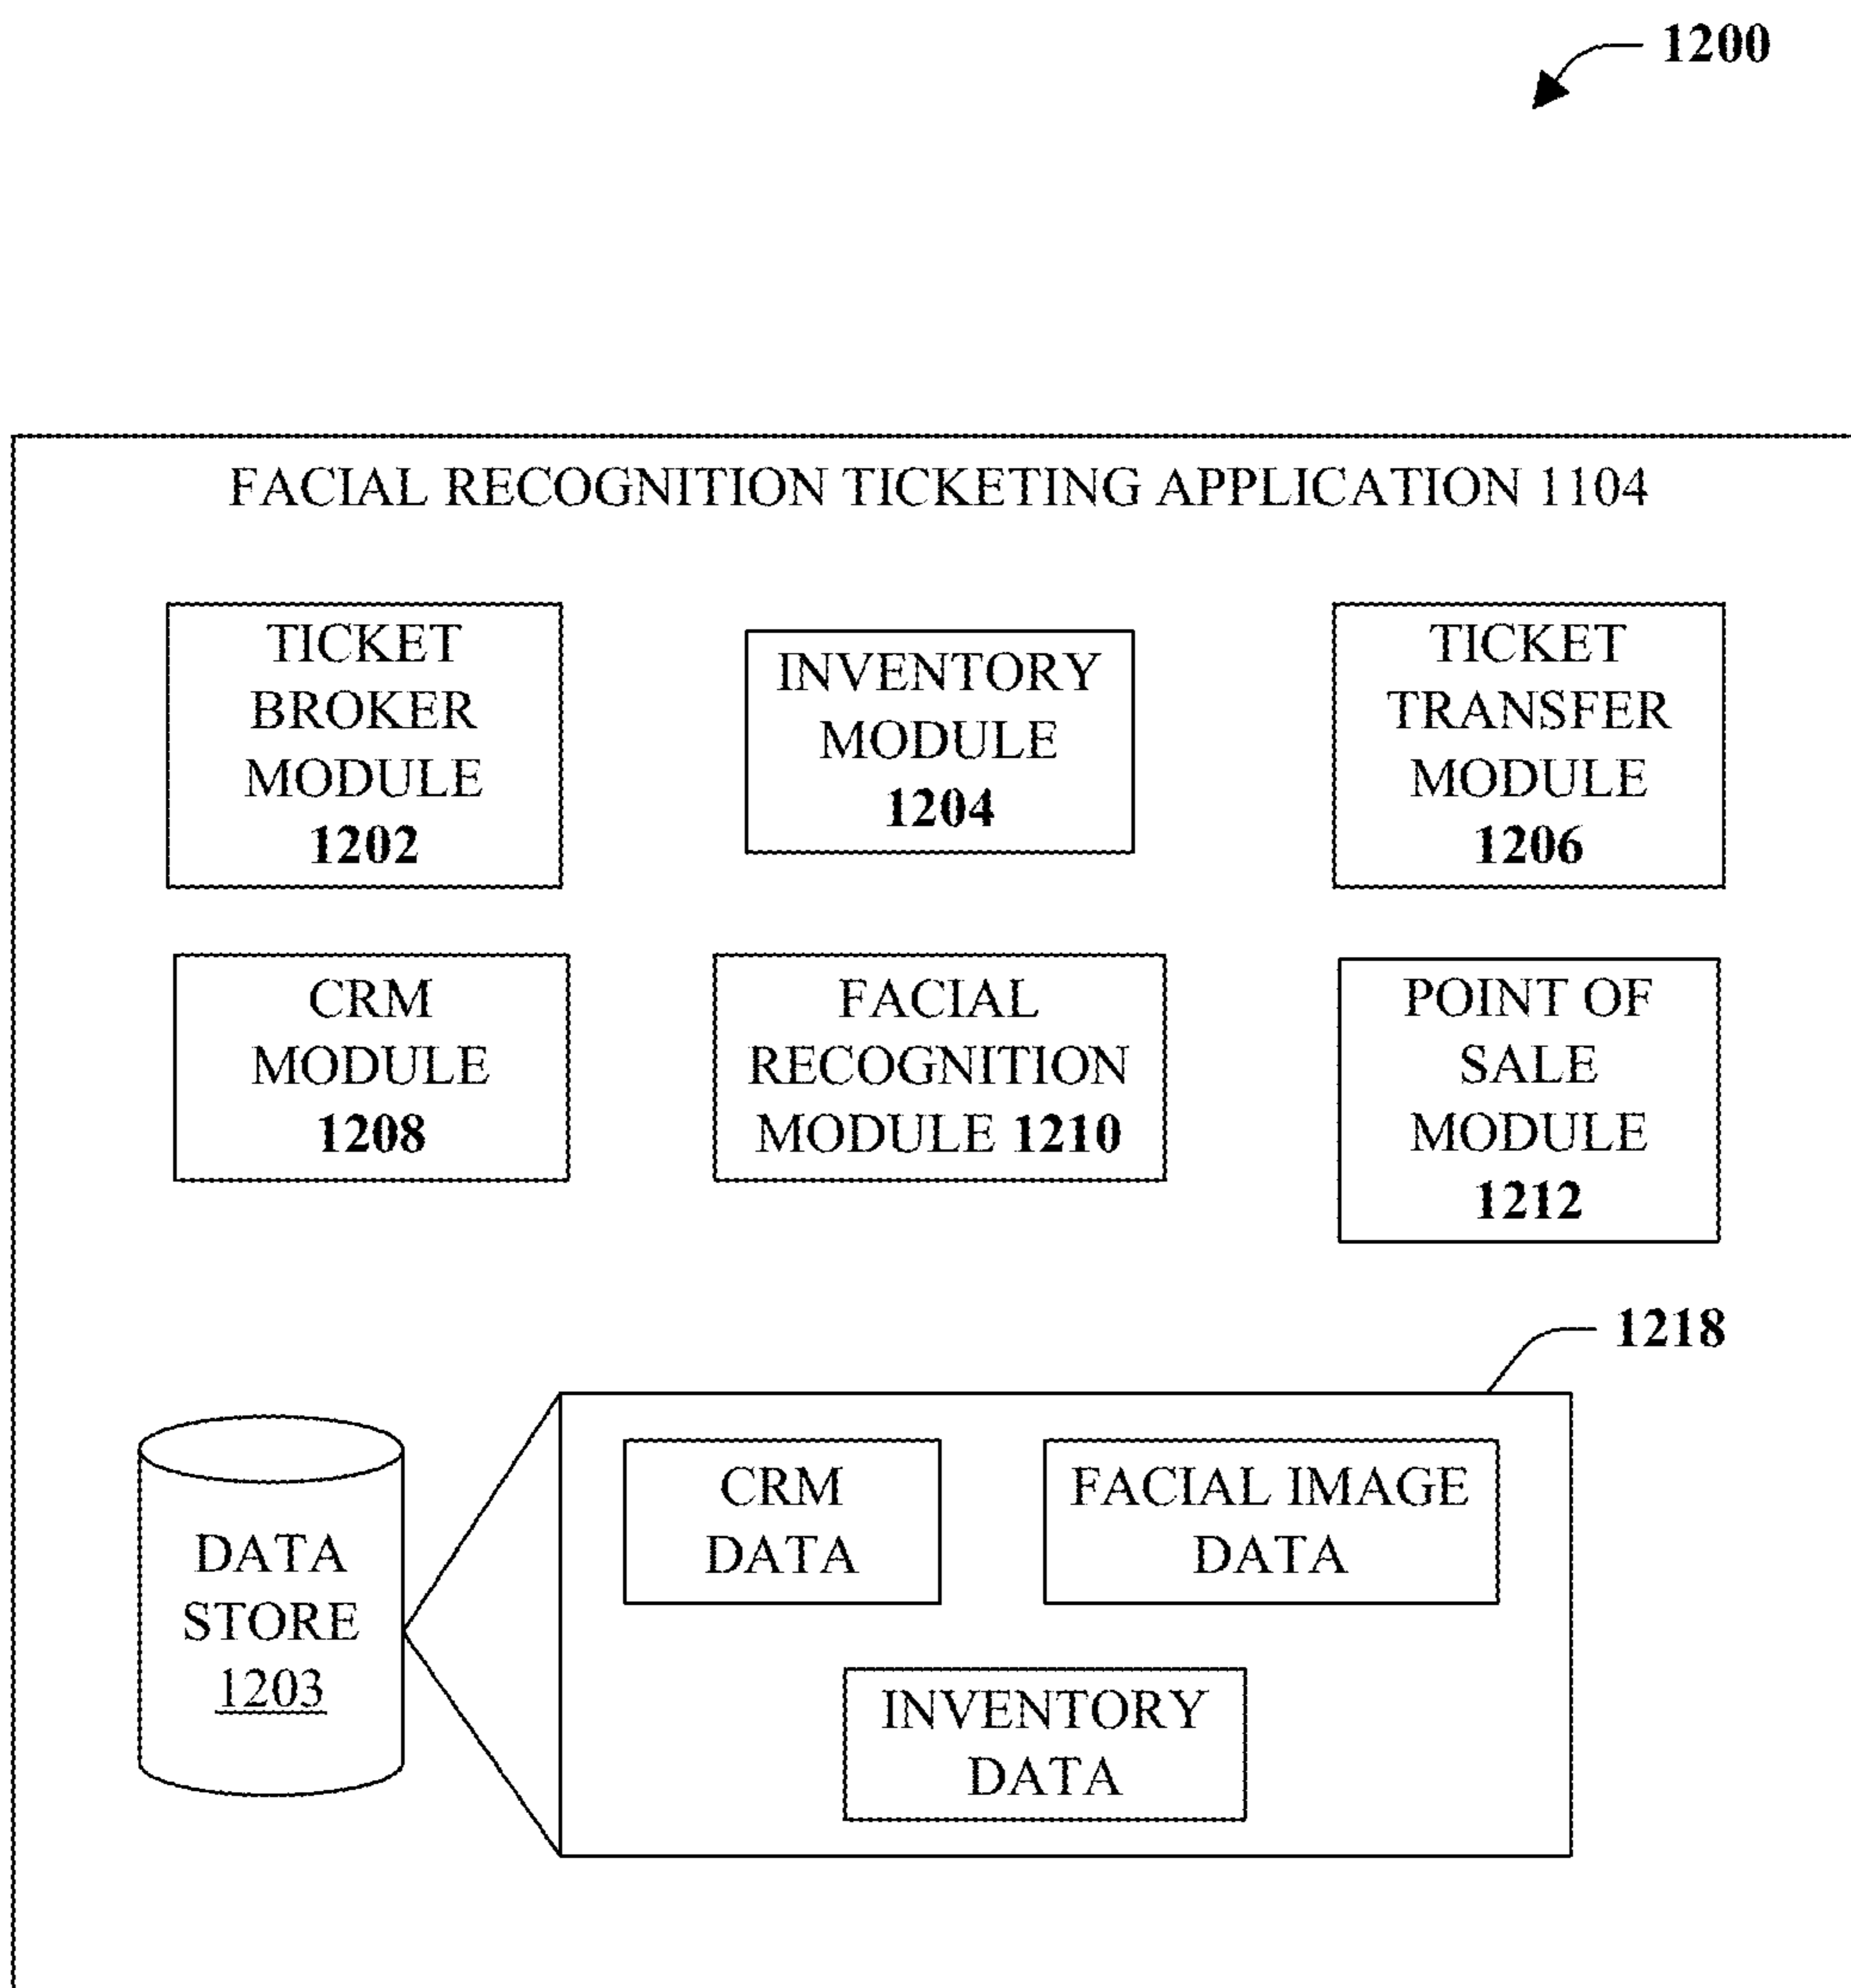 1200
FACIAL RECOGNITION TICKETING APPLICATION 1104
TICKET
BROKER
MODULE
1202
INVENTORY
MODULE
1204
TICKET
TRANSFER
MODULE
1206
CRM
MODULE
1208
FACIAL
RECOGNITION
MODULE 1210
POINT OF
SALE
MODULE
1212
1218
DATA
STORE
1203
CRM
DATA
FACIAL IMAGE
DATA
INVENTORY
DATA